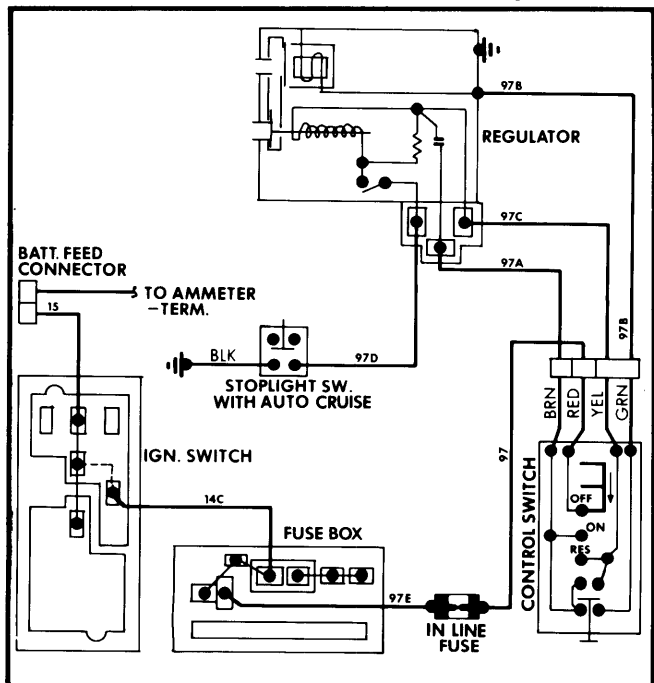 97B
REGULATOR
97C
97A
BATT. FEED
CONNECTOR
TO AMMETER
-TERM.
15
97B
BLK
97D
STOPLIGHT SW.
WITH AUTO CRUISE
BRN
RED
YEL
GRN
IGN. SWITCH
97
14C
FUSE BOX
CONTROL SWITCH
OFF
ON
RES
97E
IN LINE
FUSE